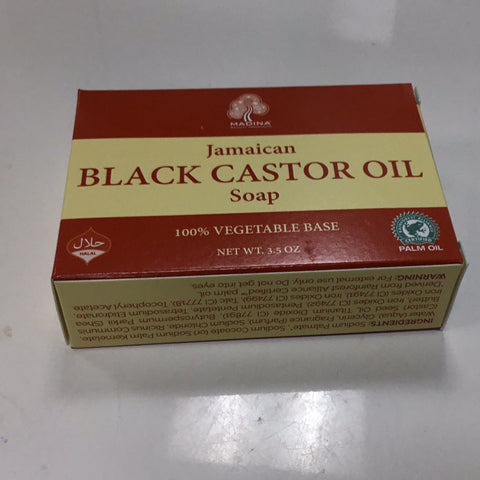 MADINA
Jamaican
BLACK CASTOR OIL
Soap
100% VEGETABLE BASE
NET WT. 3.5 OZ
حلال
HALAL
CERTIFIED
PALM OIL
INGREDIENTS: Sodium Palmate, Sodium Cocoate (or) Sodium Palm Kernelate
Water (Aqua), Glycerin, Fragrance (Parfum), Sodium Chloride, Ricinus Communis
Seed Oil, Titanium Dioxide (CI 77891), Butyrospermum Parkii (Shea
Butter), Iron Oxides (CI 77492), Pentasodium Pentetate, Tetrasodium Etidronate
Iron Oxides (CI 77491), Iron Oxides (CI 77499), Talc (CI 77718), Tocopheryl Acetate
*Derived from Rainforest Alliance Certified™ palm oil.
WARNING: For external use only. Do not get into eyes.